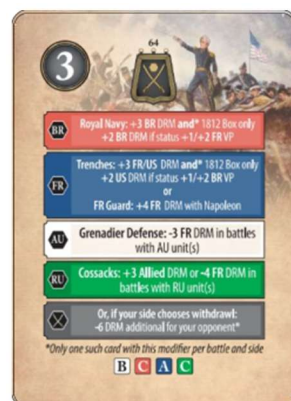 64
3
BR
Royal Navy: +3 BR DRM and* 1812 Box only
+2 BR DRM if status +1/+2 FR VP
FR
Trenches: +3 FR/US DRM and* 1812 Box only
+2 US DRM if status +1/+2 BR VP
or
FR Guard: +4 FR DRM with Napoleon
AU
Grenadier Defense: -3 FR DRM in battles
with AU unit(s)
RU
Cossacks: +3 Allied DRM or -4 FR DRM in
battles with RU unit(s)
Or, if your side chooses withdrawl:
-6 DRM additional for your opponent*
*Only one such card with this modifier per battle and side
B C A C